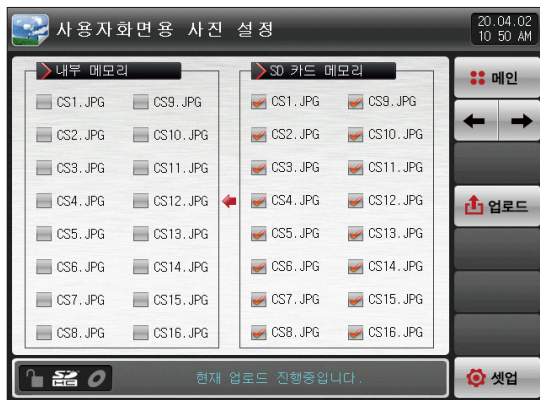 사용자화면용 사진 설정
20.04.02
10 50 AM
내부 메모리
CS1.JPG CS9.JPG
CS2.JPG CS10.JPG
CS3.JPG CS11.JPG
CS4.JPG CS12.JPG
CS5.JPG CS13.JPG
CS6.JPG CS14.JPG
CS7.JPG CS15.JPG
CS8.JPG CS16.JPG
SD 카드 메모리
CS1.JPG CS9.JPG
CS2.JPG CS10.JPG
CS3.JPG CS11.JPG
CS4.JPG CS12.JPG
CS5.JPG CS13.JPG
CS6.JPG CS14.JPG
CS7.JPG CS15.JPG
CS8.JPG CS16.JPG
메인
업로드
셋업
SD HC
현재 업로드 진행중입니다.